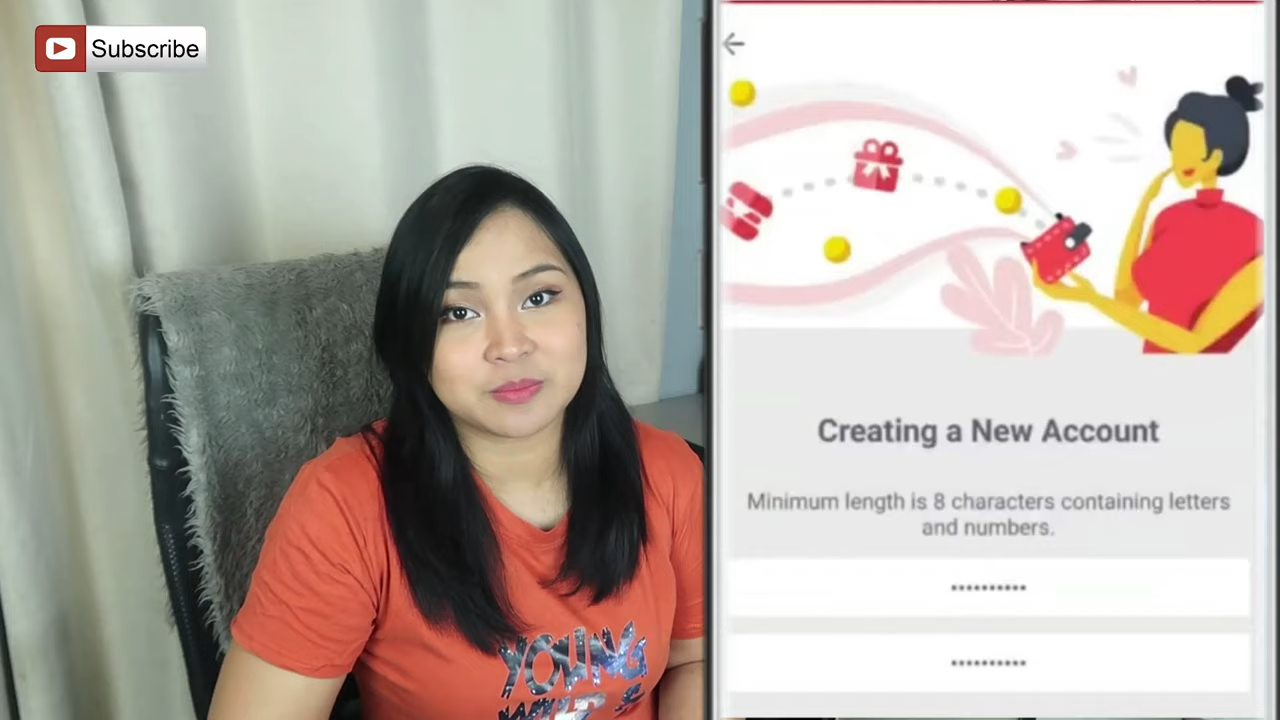 Subscribe
Creating a New Account
Minimum length is 8 characters containing letters
and numbers.
••••••••••
••••••••••
YOUNG